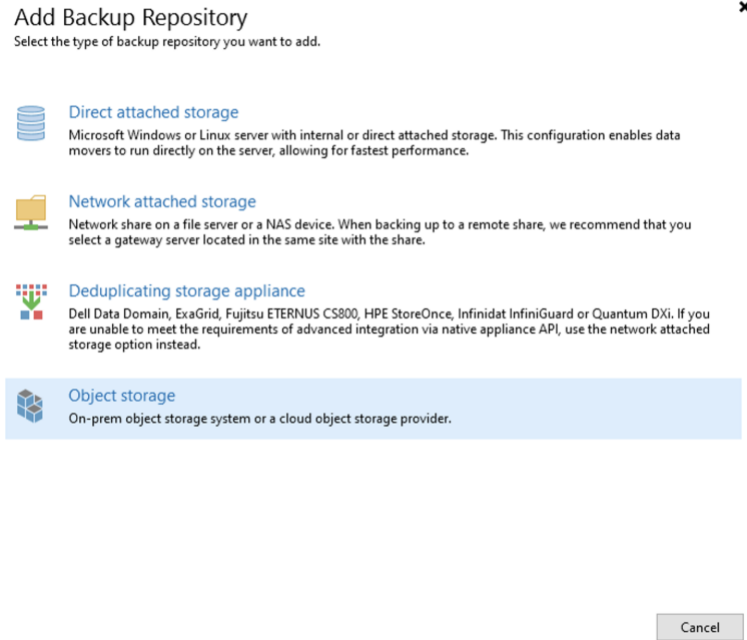 Add Backup Repository
Select the type of backup repository you want to add.
Direct attached storage
Microsoft Windows or Linux server with internal or direct attached storage. This configuration enables data
movers to run directly on the server, allowing for fastest performance.
Network attached storage
Network share on a file server or a NAS device. When backing up to a remote share, we recommend that you
select a gateway server located in the same site with the share.
Deduplicating storage appliance
Dell Data Domain, ExaGrid, Fujitsu ETERNUS CS800, HPE StoreOnce, Infinidat InfiniGuard or Quantum DXi. If you
are unable to meet the requirements of advanced integration via native appliance API, use the network attached
storage option instead.
Object storage
On-prem object storage system or a cloud object storage provider.
Cancel